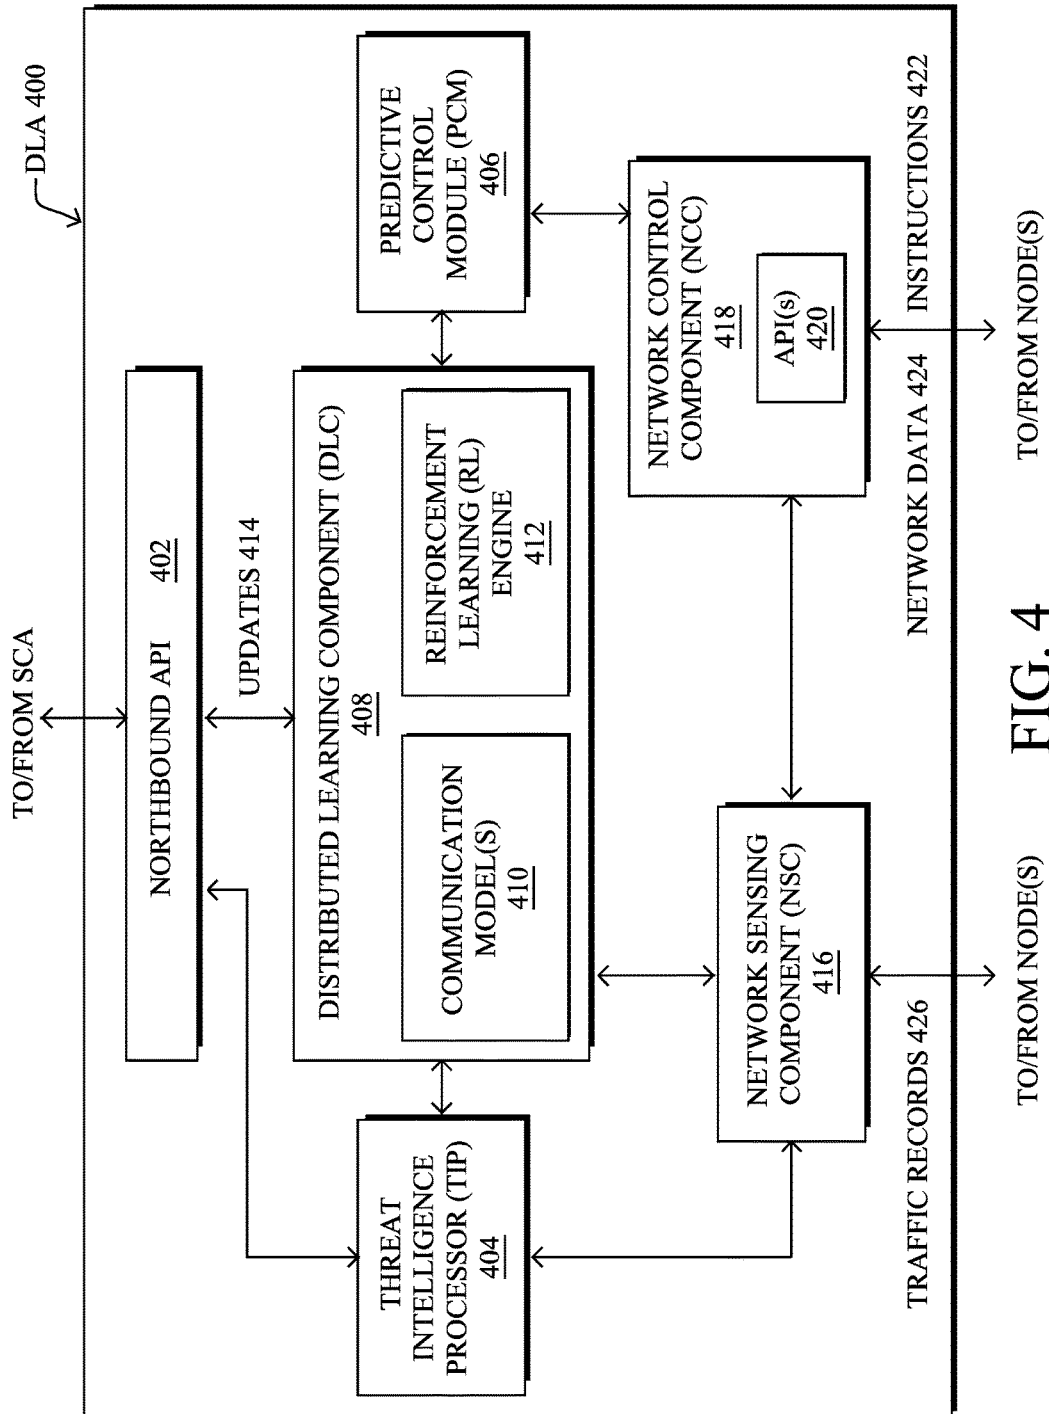 DLA 400
TO/FROM SCA
NORTHBOUND API
402
UPDATES 414
THREAT
INTELLIGENCE
PROCESSOR (TIP)
404
DISTRIBUTED LEARNING COMPONENT (DLC)
408
COMMUNICATION
MODEL(S)
410
REINFORCEMENT
LEARNING (RL)
ENGINE
412
PREDICTIVE
CONTROL
MODULE (PCM)
406
NETWORK SENSING
COMPONENT (NSC)
416
NETWORK CONTROL
COMPONENT (NCC)
418
API(s)
420
TRAFFIC RECORDS 426
NETWORK DATA 424
INSTRUCTIONS 422
TO/FROM NODE(S)
TO/FROM NODE(S)
FIG. 4